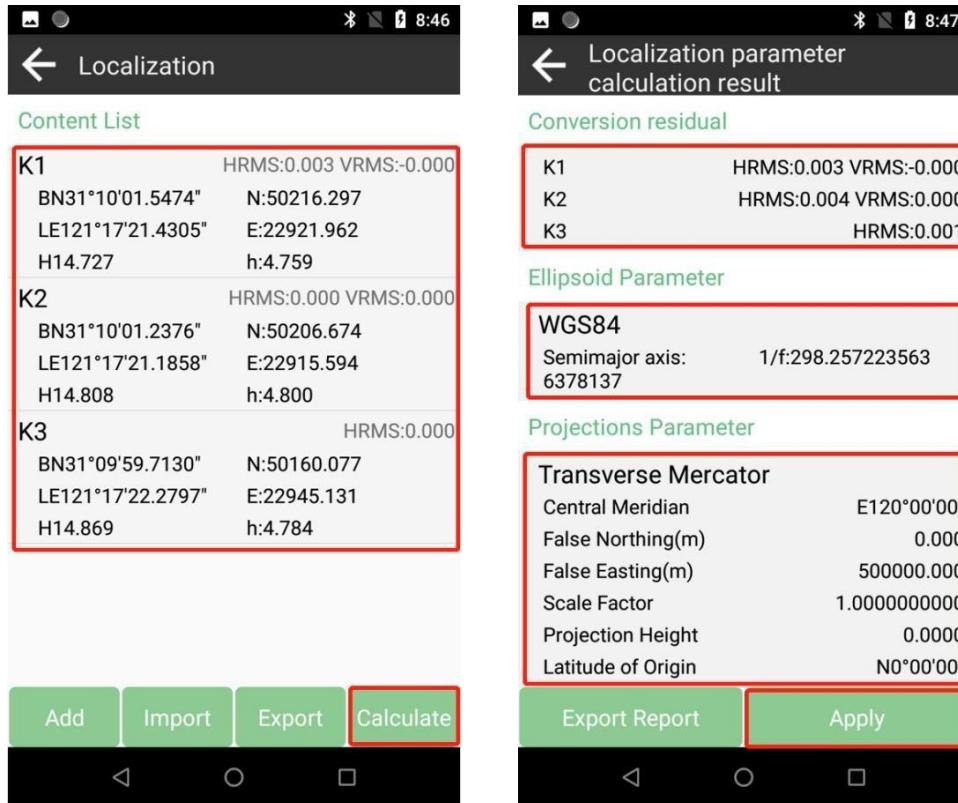 8:46
Localization
Content List
K1 HRMS:0.003 VRMS:-0.000
BN31°10'01.5474" N:50216.297
LE121°17'21.4305" E:22921.962
H14.727 h:4.759
K2 HRMS:0.000 VRMS:0.000
BN31°10'01.2376" N:50206.674
LE121°17'21.1858" E:22915.594
H14.808 h:4.800
K3 HRMS:0.000
BN31°09'59.7130" N:50160.077
LE121°17'22.2797" E:22945.131
H14.869 h:4.784
Add Import Export Calculate
8:47
Localization parameter
calculation result
Conversion residual
K1 HRMS:0.003 VRMS:-0.000
K2 HRMS:0.004 VRMS:0.000
K3 HRMS:0.001
Ellipsoid Parameter
WGS84
Semimajor axis: 1/f:298.257223563
6378137
Projections Parameter
Transverse Mercator
Central Meridian E120°00'00
False Northing(m) 0.000
False Easting(m) 500000.000
Scale Factor 1.0000000000
Projection Height 0.0000
Latitude of Origin N0°00'00
Export Report Apply